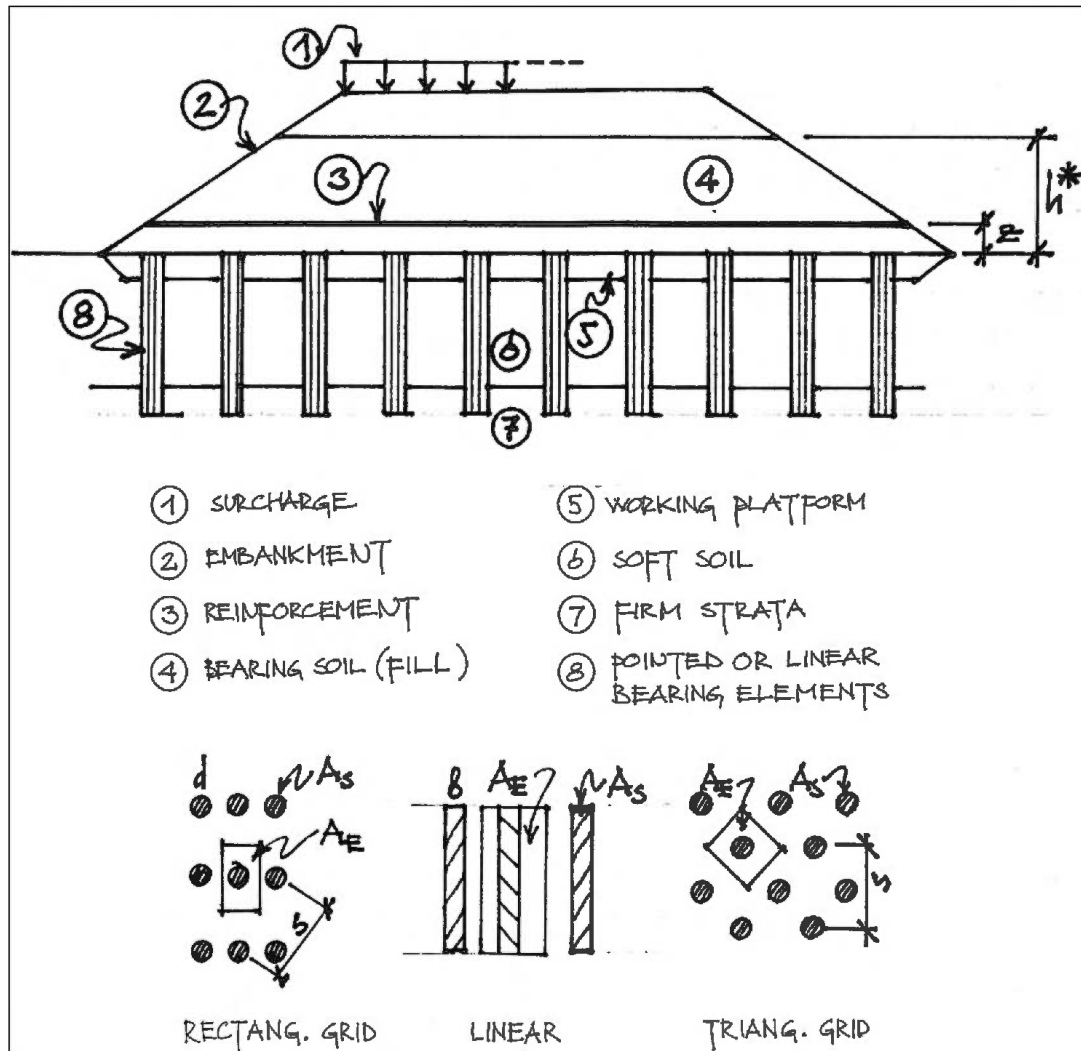 1
2
3
4
h*
z
8
5
6
7
1 SURCHARGE
2 EMBANKMENT
3 REINFORCEMENT
4 BEARING SOIL (FILL)
5 WORKING PLATFORM
6 SOFT SOIL
7 FIRM STRATA
8 POINTED OR LINEAR
BEARING ELEMENTS
d
As
AE
s
RECTANG. GRID
b
AE
As
LINEAR
AE
As
s
TRIANG. GRID